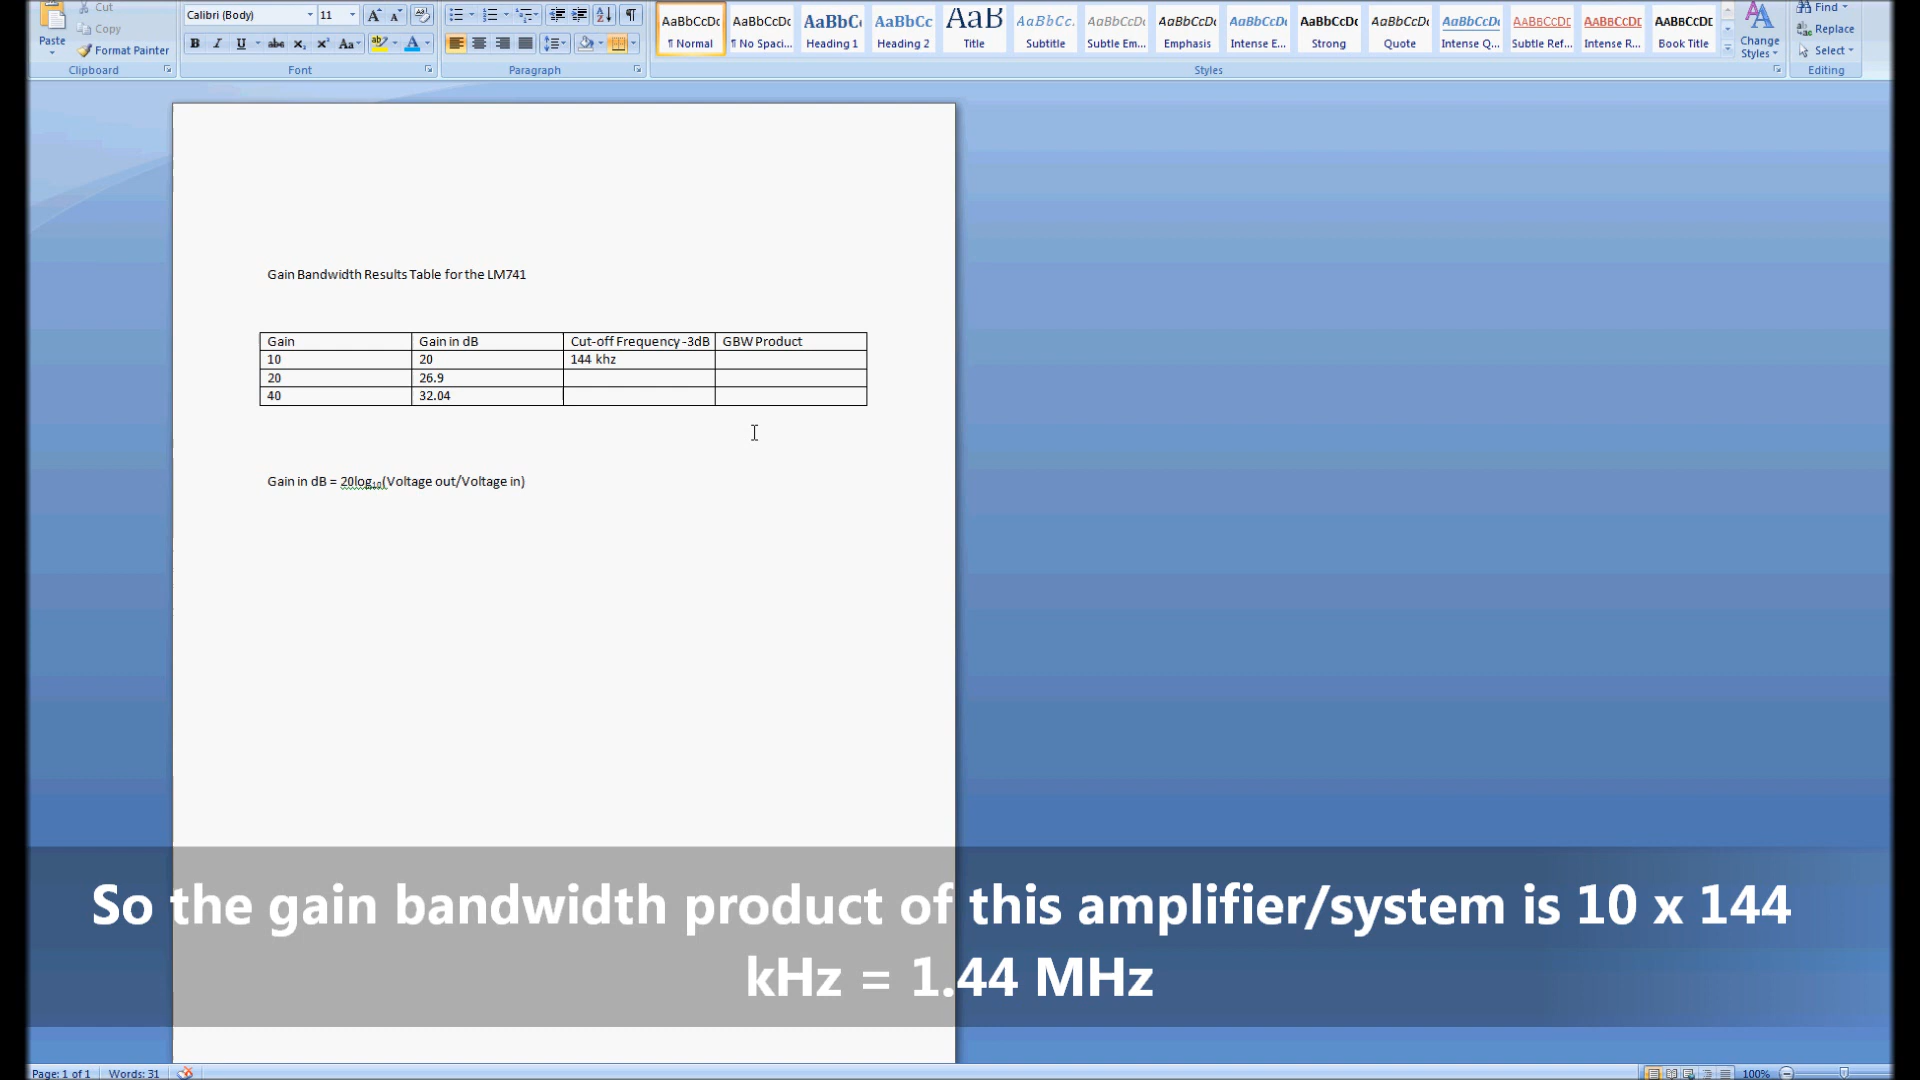 Cut
Calibri (Body) 11
AaBbCcDc AaBbCcDc AaBbC AaBbCc AaB AaBbCc. AaBbCcDc AaBbCcDc AaBbCcDc AaBbCcDc AaBbCcDc AaBbCcDc AABBCCDE AABBCCDE AABBCCDE
Find
Paste Copy
Replace
Format Painter
B I U abc x₂ x² Aa A
¶ Normal ¶ No Spaci... Heading 1 Heading 2 Title Subtitle Subtle Em... Emphasis Intense E... Strong Quote Intense Q... Subtle Ref... Intense R... Book Title
Change Styles
Select
Clipboard Font Paragraph Styles Editing
Gain Bandwidth Results Table for the LM741
Gain Gain in dB Cut-off Frequency -3dB GBW Product
10 20 144 khz
20 26.9
40 32.04
Gain in dB = 20log₁₀(Voltage out/Voltage in)
So the gain bandwidth product of this amplifier/system is 10 x 144
kHz = 1.44 MHz
Page: 1 of 1 Words: 31 100%